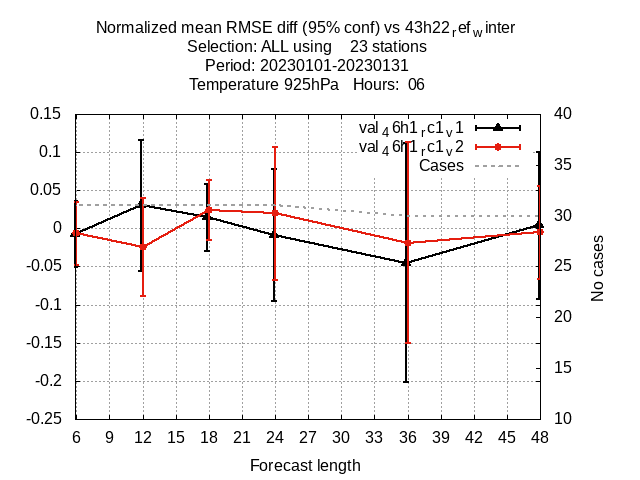 Normalized mean RMSE diff (95% conf) vs 43h22refwinter
Selection: ALL using 23 stations
Period: 20230101-20230131
Temperature 925hPa Hours: 06
0.15
0.1
0.05
0
-0.05
-0.1
-0.15
-0.2
-0.25
40
35
30
25
20
15
10
val46h1rc1v1
val46h1rc1v2
Cases
No cases
6 9 12 15 18 21 24 27 30 33 36 39 42 45 48
Forecast length